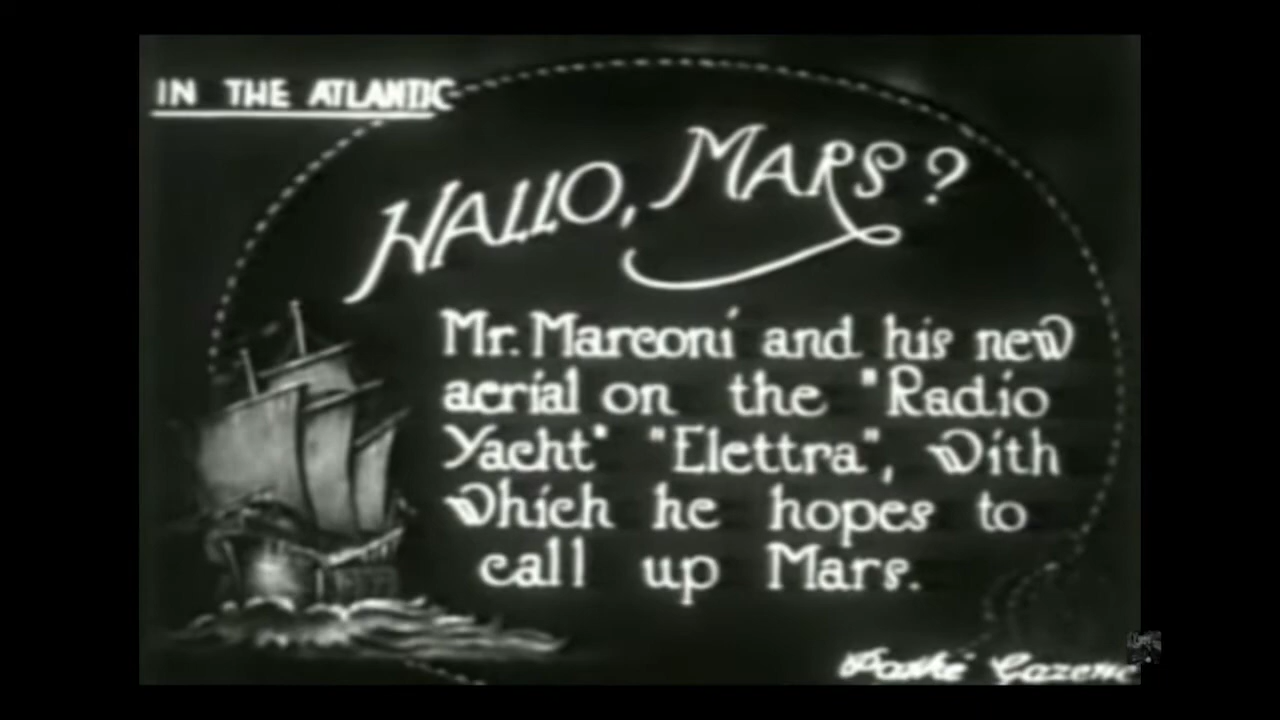 IN THE ATLANTIC
HALLO, MARS?
Mr. Marconi and his new
aerial on the "Radio
Yacht" "Elettra", with
which he hopes to
call up Mars.
Pathé Gazette